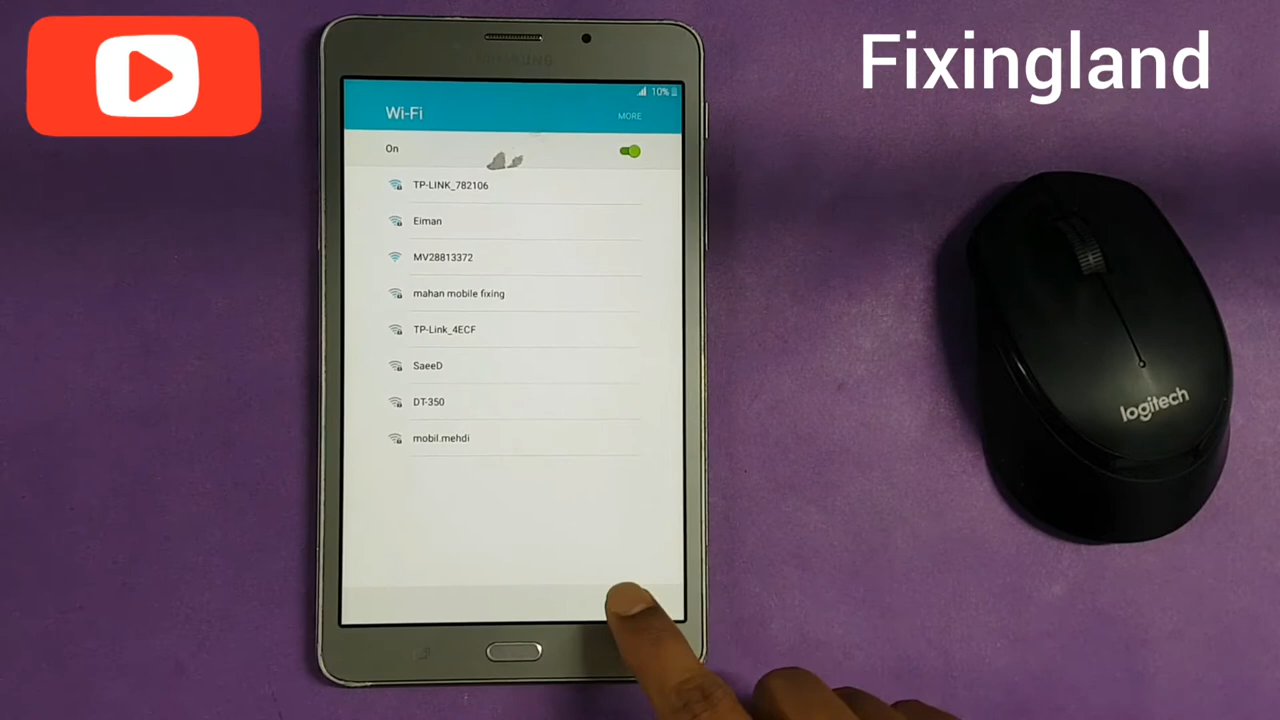 Fixingland
SAMSUNG
10%
Wi-Fi
MORE
On
TP-LINK_782106
Eiman
MV28813372
mahan mobile fixing
TP-Link_4ECF
SaeeD
DT-350
mobil.mehdi
logitech